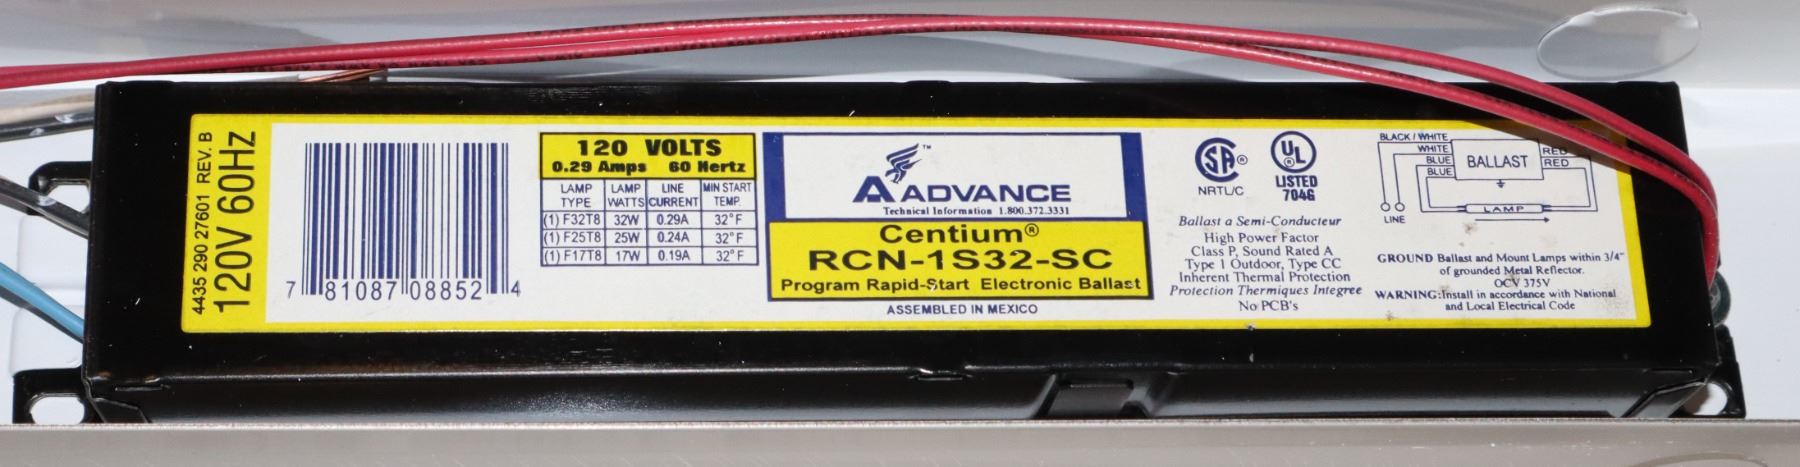 4435 290 27601 REV. B
120V 60Hz
7 81087 08852 4
120 VOLTS
0.29 Amps 60 Hertz
LAMP TYPE LAMP WATTS LINE CURRENT MIN START TEMP.
(1) F32T8 32W 0.29A 32°F
(1) F25T8 25W 0.24A 32°F
(1) F17T8 17W 0.19A 32°F
ADVANCE™
Technical Information 1.800.372.3331
Centium®
RCN-1S32-SC
Program Rapid-Start Electronic Ballast
ASSEMBLED IN MEXICO
SA®
NRTL/C
UL®
LISTED
704G
Ballast a Semi-Conducteur
High Power Factor
Class P, Sound Rated A
Type 1 Outdoor, Type CC
Inherent Thermal Protection
Protection Thermiques Integree
No PCB's
BLACK/WHITE
WHITE
BLUE
BLUE
BALLAST
RED
RED
LINE
LAMP
GROUND Ballast and Mount Lamps within 3/4"
of grounded Metal Reflector.
OCV 375V
WARNING:Install in accordance with National
and Local Electrical Code